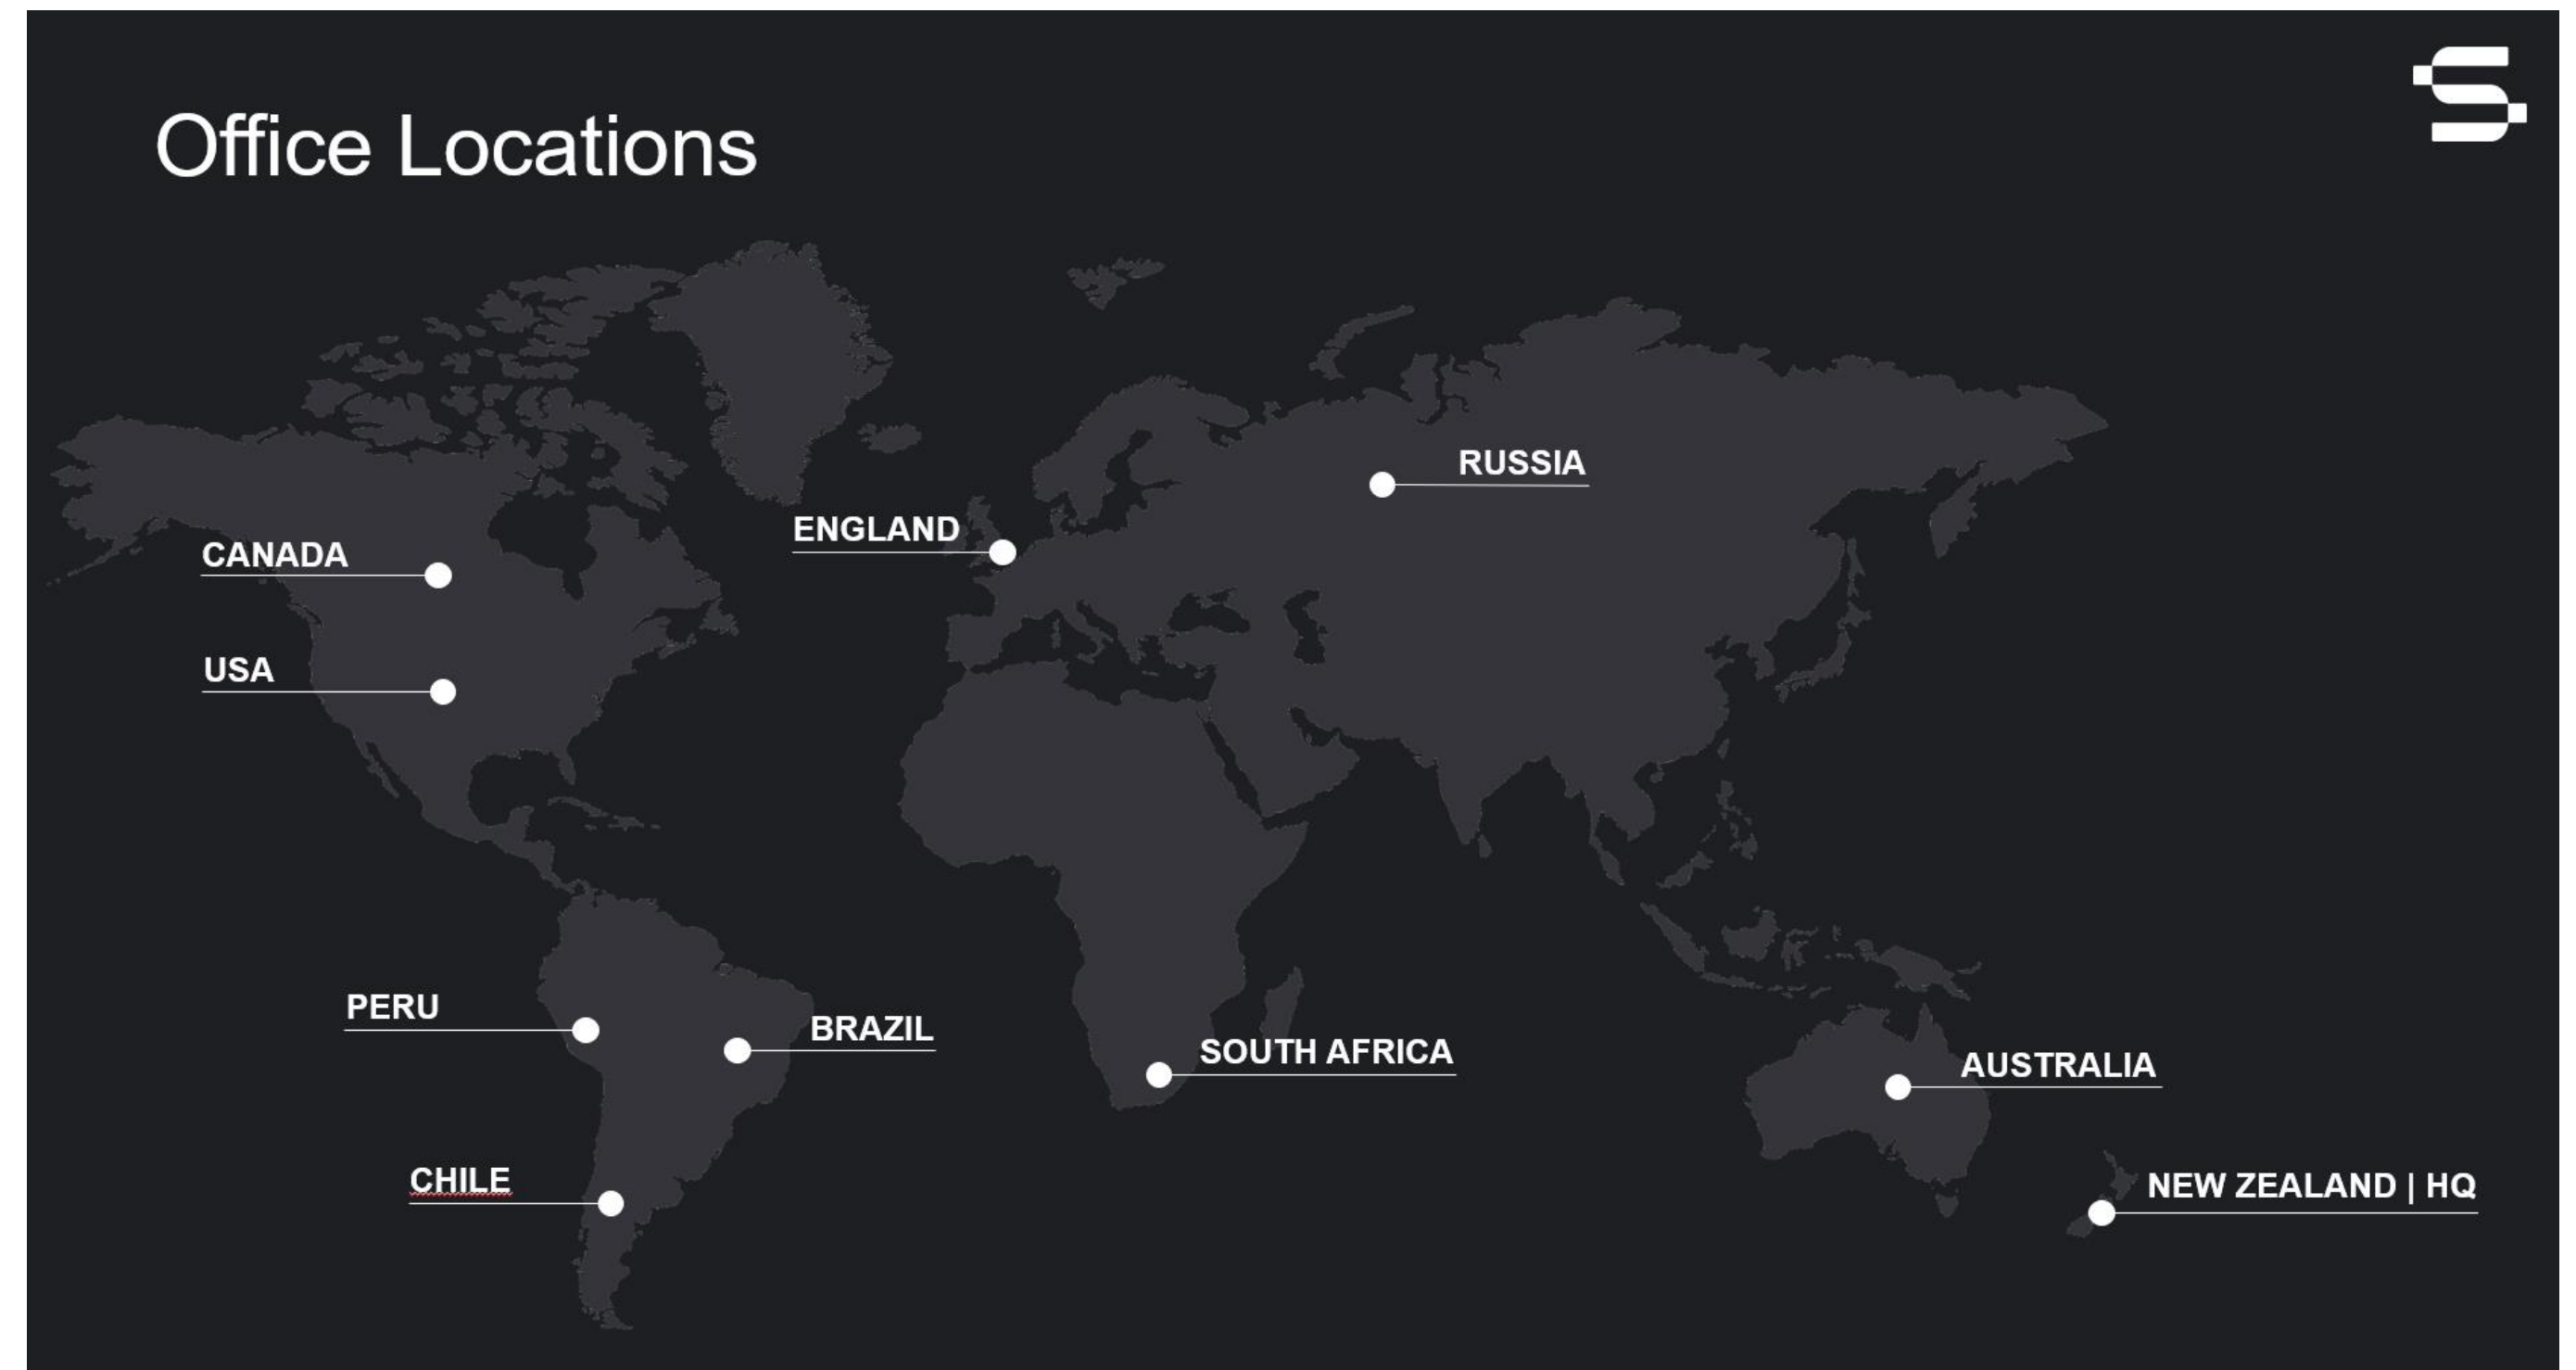 Office Locations
RUSSIA
ENGLAND
CANADA
USA
PERU
BRAZIL
SOUTH AFRICA
AUSTRALIA
CHILE
NEW ZEALAND | HQ